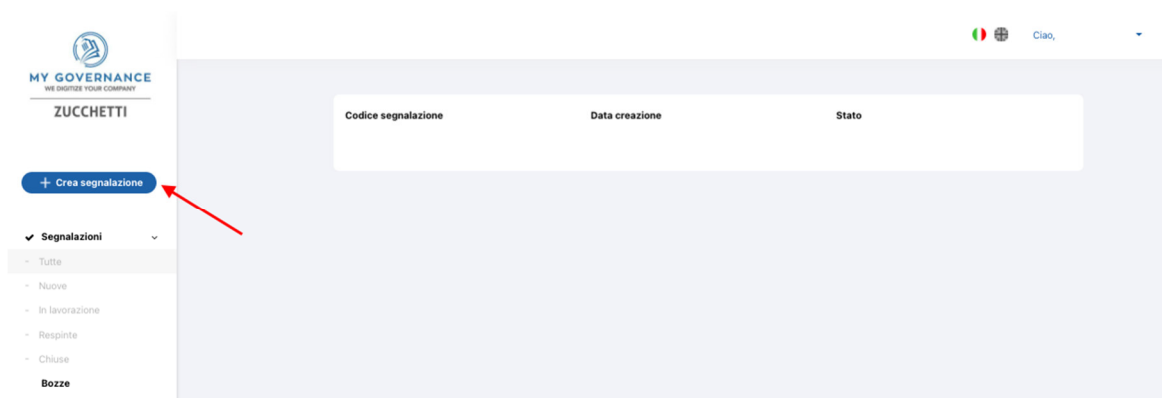 Ciao,
MY GOVERNANCE
WE DIGITIZE YOUR COMPANY
ZUCCHETTI
Codice segnalazione Data creazione Stato
+ Crea segnalazione
Segnalazioni
- Tutte
- Nuove
- In lavorazione
- Respinte
- Chiuse
Bozze